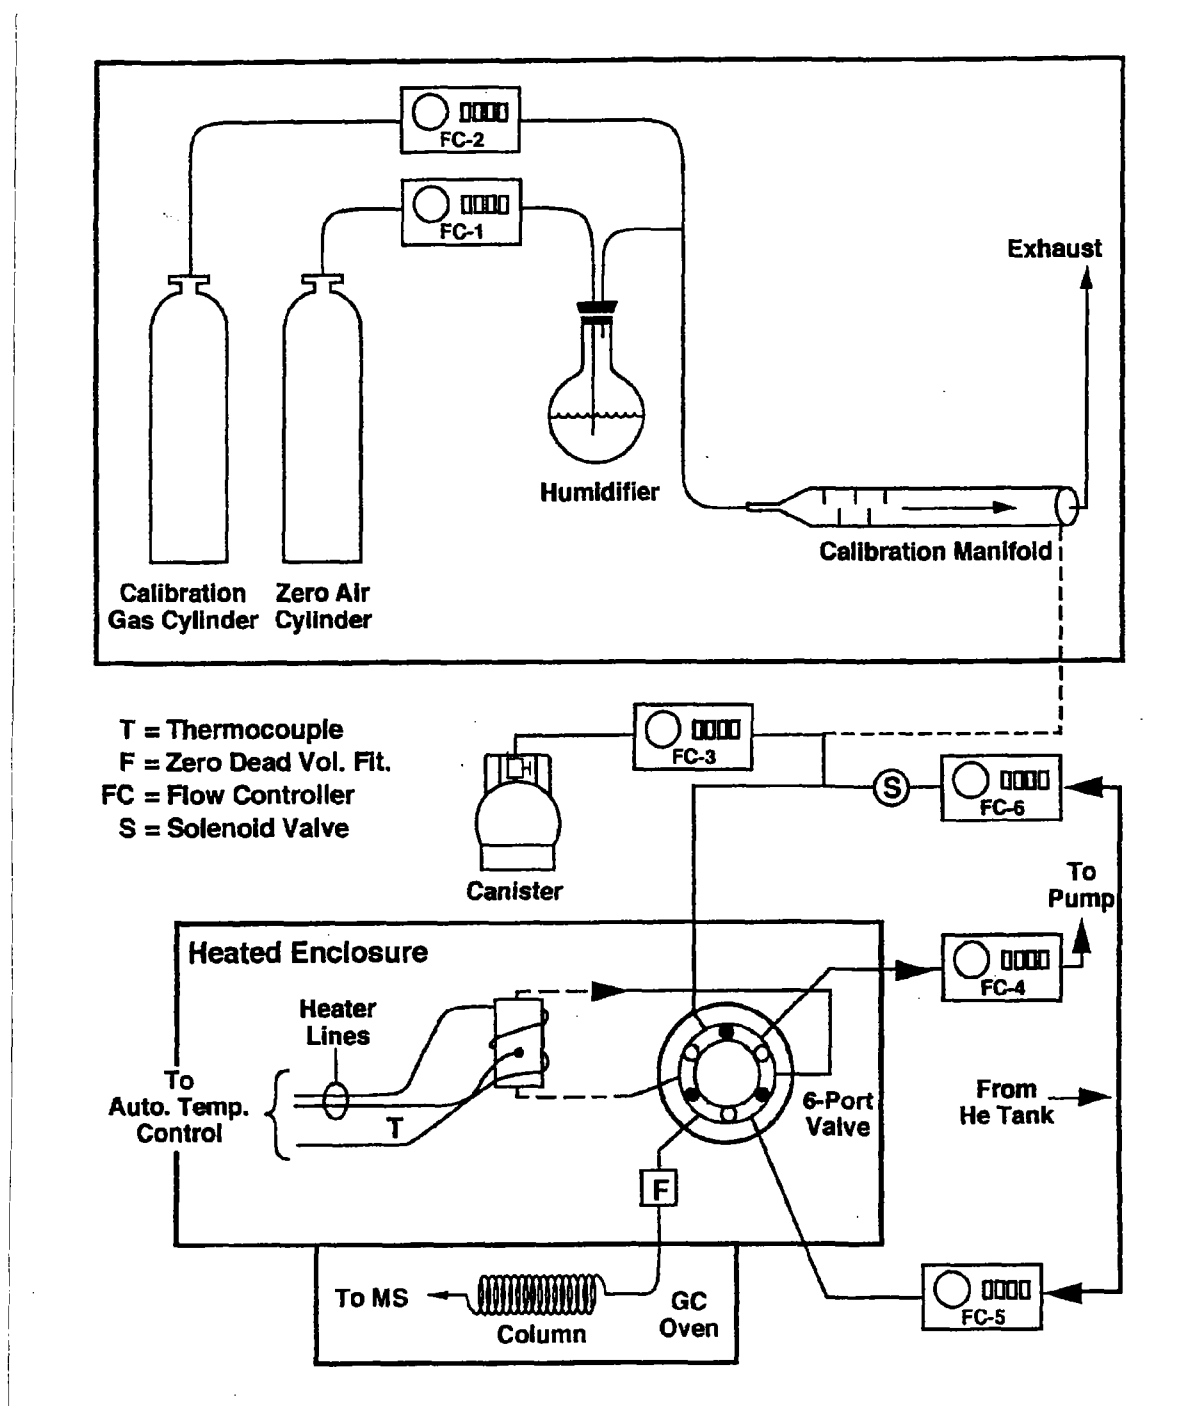 FC-2
FC-1
Exhaust
Humidifier
Calibration Manifold
Calibration
Gas Cylinder
Zero Air
Cylinder
T = Thermocouple
F = Zero Dead Vol. Fit.
FC = Flow Controller
S = Solenoid Valve
FC-3
S
FC-6
Canister
To
Pump
Heated Enclosure
FC-4
Heater
Lines
To
Auto. Temp.
Control
T
6-Port
Valve
From
He Tank
F
To MS
Column
GC
Oven
FC-5